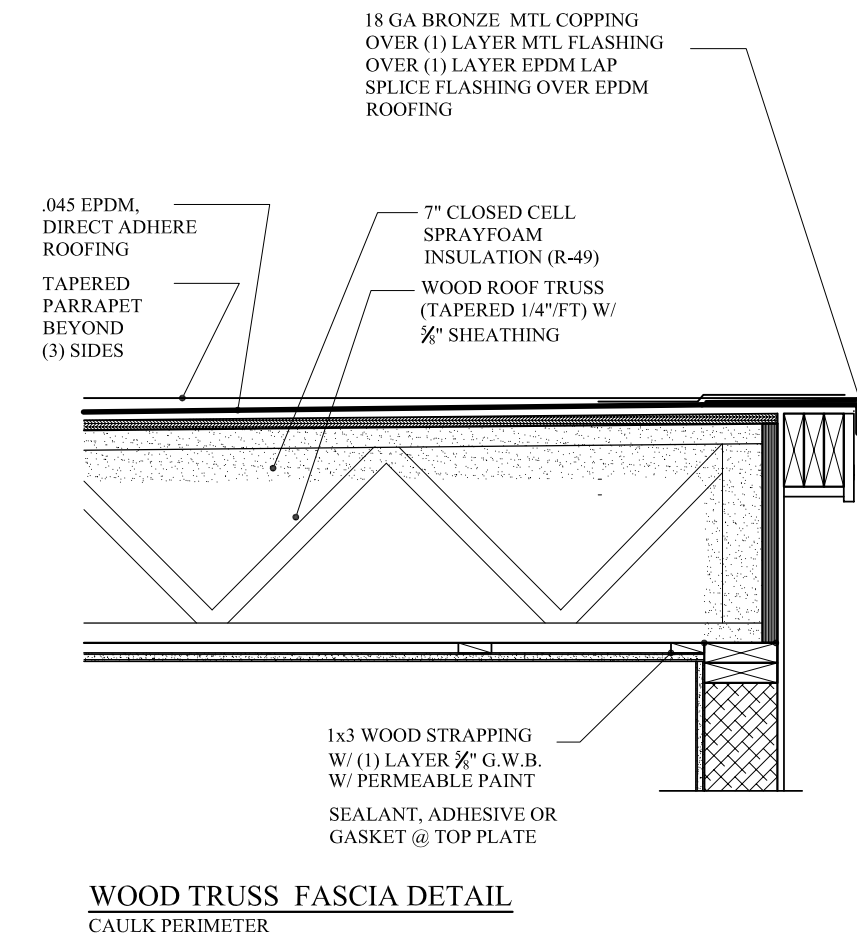 18 GA BRONZE MTL COPPING
OVER (1) LAYER MTL FLASHING
OVER (1) LAYER EPDM LAP
SPLICE FLASHING OVER EPDM
ROOFING
.045 EPDM,
DIRECT ADHERE
ROOFING
TAPERED
PARRAPET
BEYOND
(3) SIDES
7" CLOSED CELL
SPRAYFOAM
INSULATION (R-49)
WOOD ROOF TRUSS
(TAPERED 1/4"/FT) W/
⅝" SHEATHING
1x3 WOOD STRAPPING
W/ (1) LAYER ⅝" G.W.B.
W/ PERMEABLE PAINT
SEALANT, ADHESIVE OR
GASKET @ TOP PLATE
WOOD TRUSS FASCIA DETAIL
CAULK PERIMETER